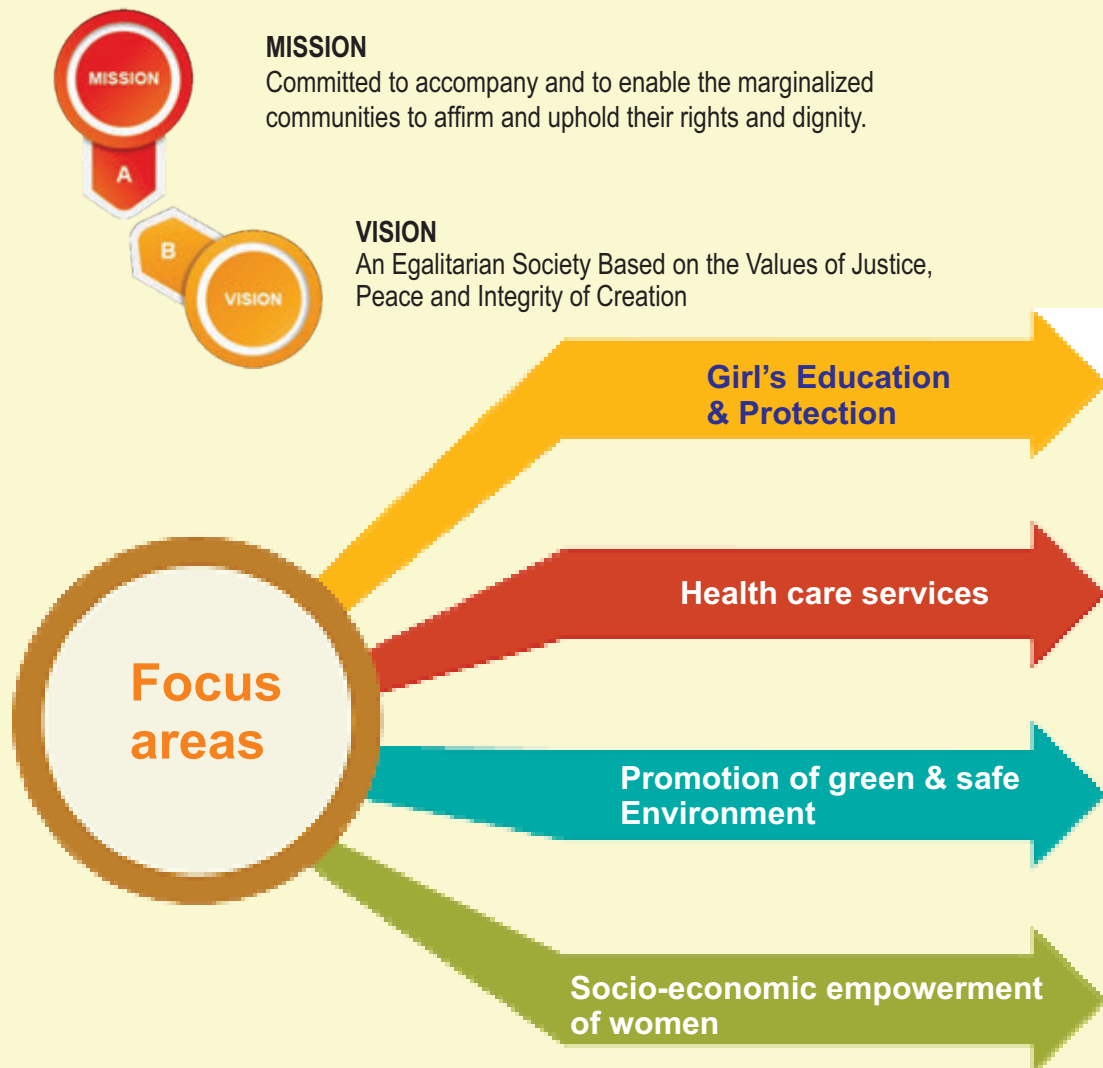 MISSION
MISSION
Committed to accompany and to enable the marginalized
communities to affirm and uphold their rights and dignity.
A
B
VISION
VISION
An Egalitarian Society Based on the Values of Justice,
Peace and Integrity of Creation
Girl’s Education
& Protection
Health care services
Focus
areas
Promotion of green & safe
Environment
Socio-economic empowerment
of women